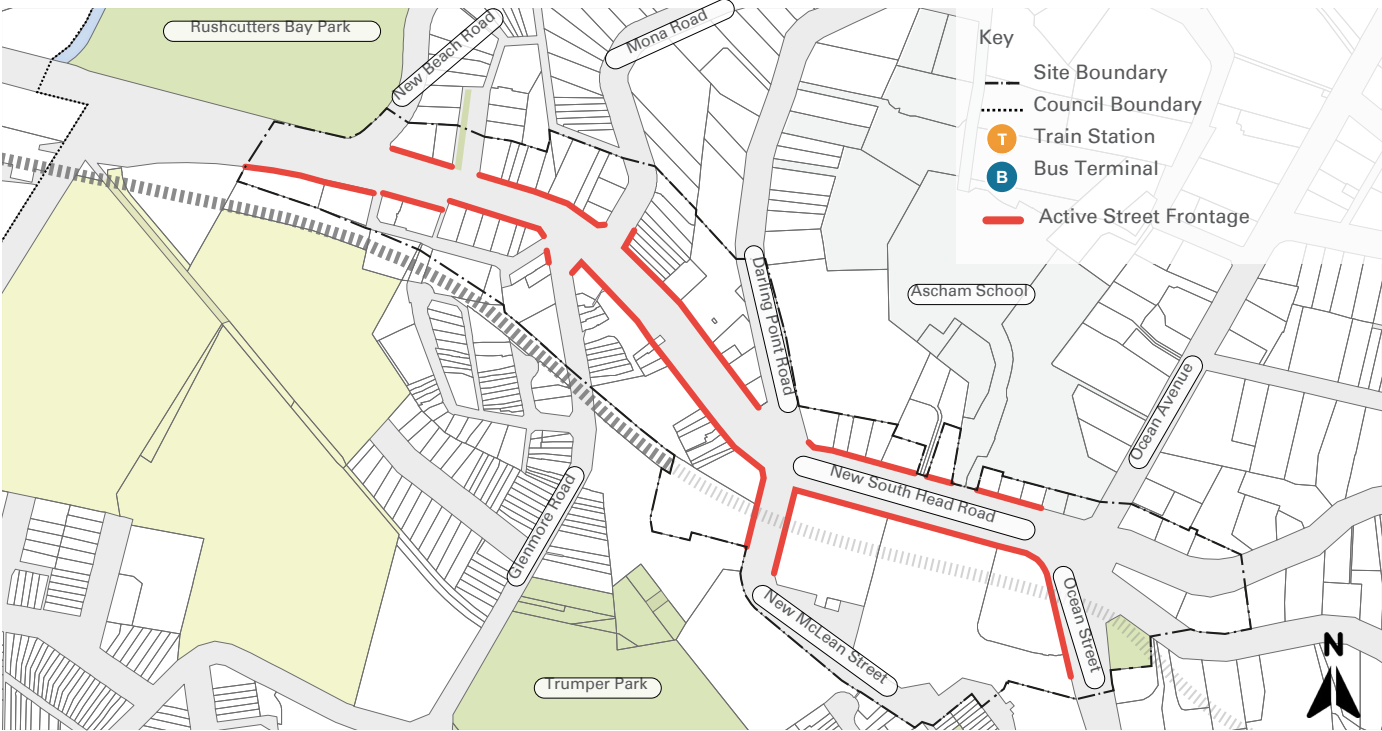 Rushcutters Bay Park
New Beach Road
Mona Road
Key
Site Boundary
Council Boundary
T
Train Station
B
Bus Terminal
Active Street Frontage
Darling Point Road
Ascham School
Ocean Avenue
New South Head Road
Glenmore Road
New McLean Street
Ocean Street
Trumper Park
N